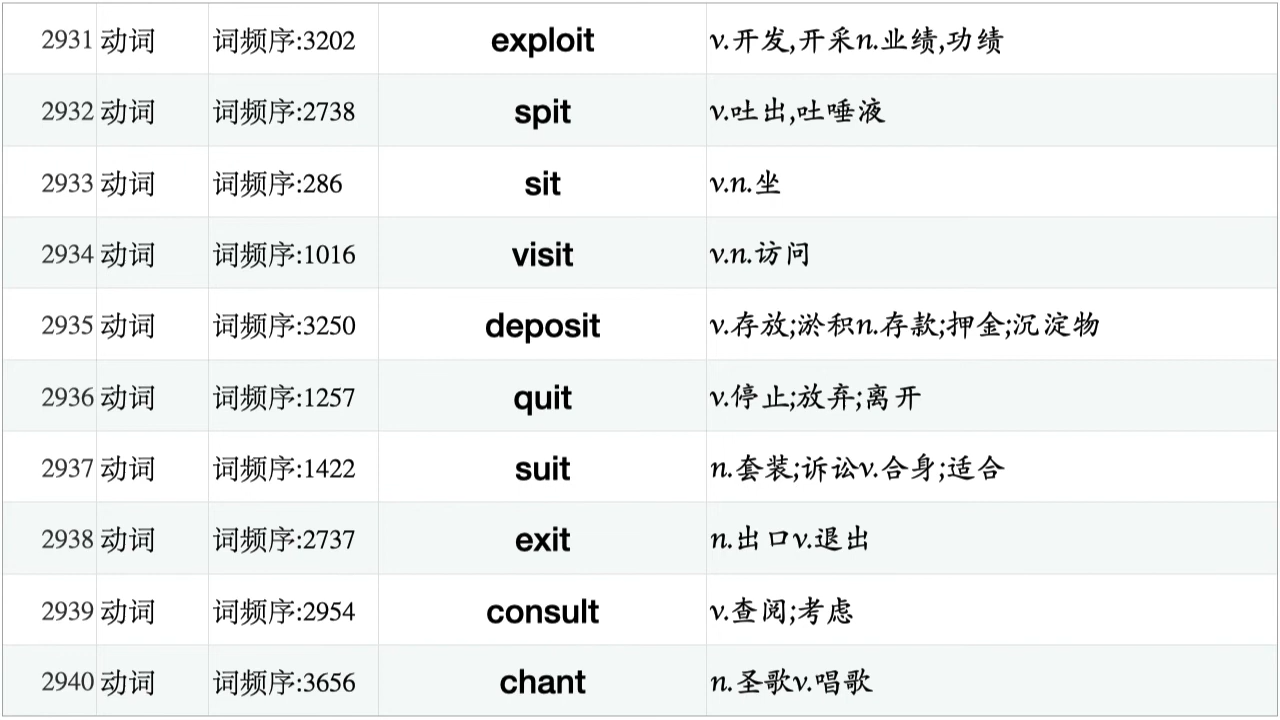 2931 动词 词频序:3202 exploit v.开发,开采n.业绩,功绩
2932 动词 词频序:2738 spit v.吐出,吐唾液
2933 动词 词频序:286 sit v.n.坐
2934 动词 词频序:1016 visit v.n.访问
2935 动词 词频序:3250 deposit v.存放;淤积n.存款;押金;沉淀物
2936 动词 词频序:1257 quit v.停止;放弃;离开
2937 动词 词频序:1422 suit n.套装;诉讼v.合身;适合
2938 动词 词频序:2737 exit n.出口v.退出
2939 动词 词频序:2954 consult v.查阅;考虑
2940 动词 词频序:3656 chant n.圣歌v.唱歌